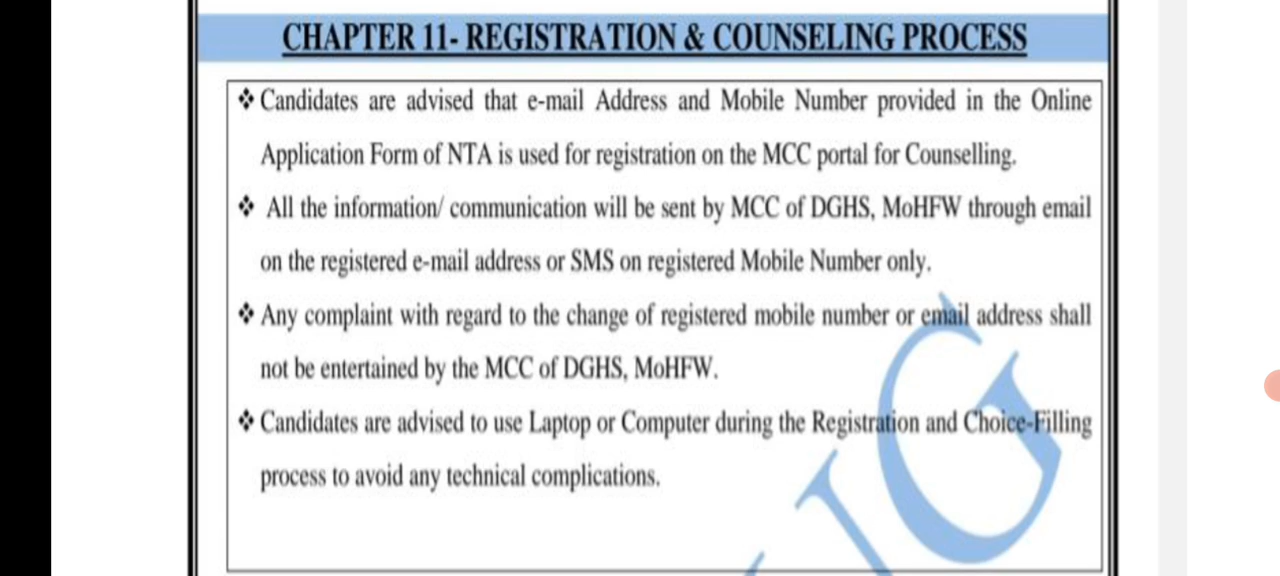 CHAPTER 11- REGISTRATION & COUNSELING PROCESS
❖ Candidates are advised that e-mail Address and Mobile Number provided in the Online
Application Form of NTA is used for registration on the MCC portal for Counselling.
❖ All the information/ communication will be sent by MCC of DGHS, MoHFW through email
on the registered e-mail address or SMS on registered Mobile Number only.
❖ Any complaint with regard to the change of registered mobile number or email address shall
not be entertained by the MCC of DGHS, MoHFW.
❖ Candidates are advised to use Laptop or Computer during the Registration and Choice-Filling
process to avoid any technical complications.